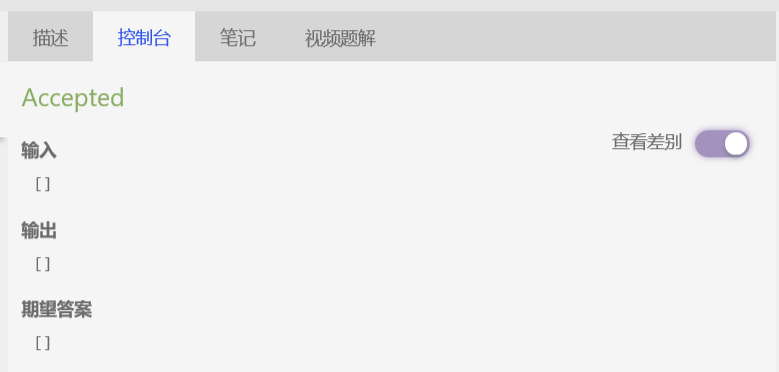 描述 控制台 笔记 视频题解
Accepted
查看差别
输入
[]
输出
[]
期望答案
[]